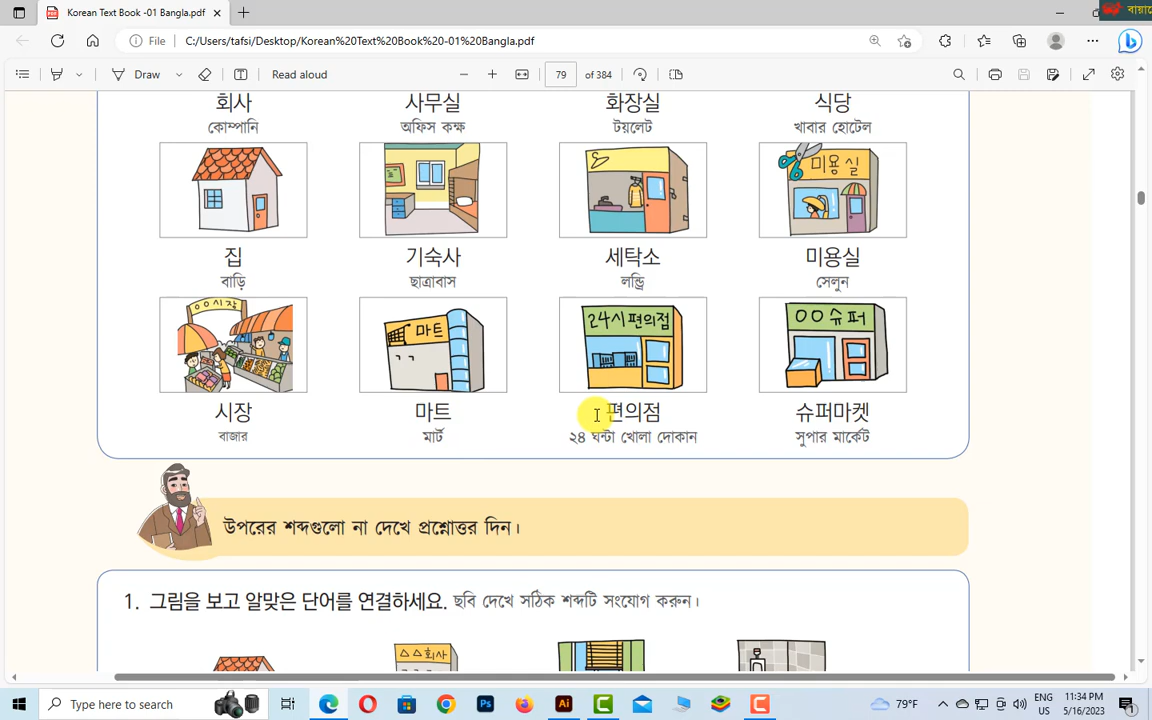 Korean Text Book -01 Bangla.pdf
File C:/Users/tafsi/Desktop/Korean%20Text%20Book%20-01%20Bangla.pdf
Draw Read aloud 79 of 384
회사 사무실 화장실 식당
কোম্পানি অফিস কক্ষ টয়লেট খাবার হোটেল
미용실
집 기숙사 세탁소 미용실
বাড়ি ছাত্রাবাস লন্ড্রি সেলুন
○○시장 마트 24시편의점 ○○슈퍼
시장 마트 편의점 슈퍼마켓
বাজার মার্ট ২৪ ঘন্টা খোলা দোকান সুপার মার্কেট
উপরের শব্দগুলো না দেখে প্রশ্নোত্তর দিন।
1. 그림을 보고 알맞은 단어를 연결하세요. ছবি দেখে সঠিক শব্দটি সংযোগ করুন।
△△회사
Type here to search
79°F
ENG
US
11:34 PM
5/16/2023